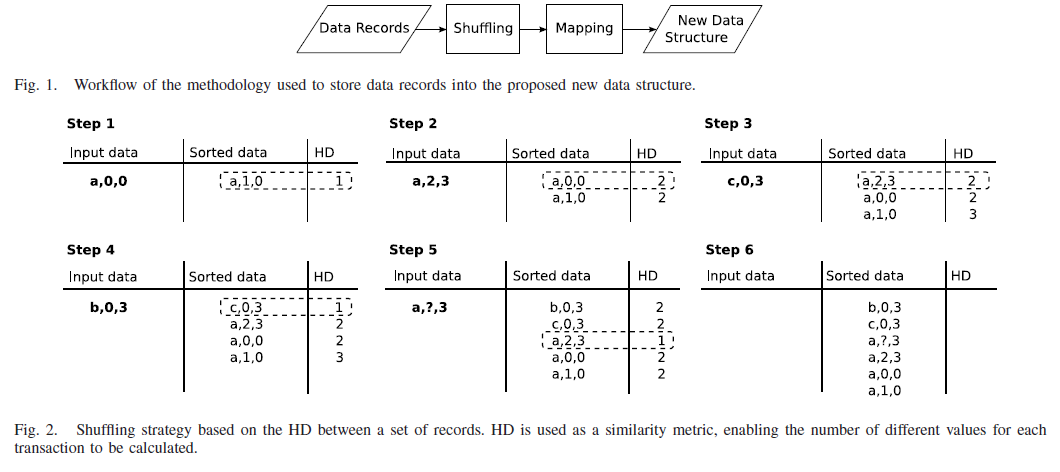 Data Records
Shuffling
Mapping
New Data
Structure
Fig. 1. Workflow of the methodology used to store data records into the proposed new data structure.
Step 1
Input data Sorted data HD
a,0,0 a,1,0 1
Step 2
Input data Sorted data HD
a,2,3 a,0,0 2
a,1,0 2
Step 3
Input data Sorted data HD
c,0,3 a,2,3 2
a,0,0 2
a,1,0 3
Step 4
Input data Sorted data HD
b,0,3 c,0,3 1
a,2,3 2
a,0,0 2
a,1,0 3
Step 5
Input data Sorted data HD
a,?,3 b,0,3 2
c,0,3 2
a,2,3 1
a,0,0 2
a,1,0 2
Step 6
Input data Sorted data HD
b,0,3
c,0,3
a,?,3
a,2,3
a,0,0
a,1,0
Fig. 2. Shuffling strategy based on the HD between a set of records. HD is used as a similarity metric, enabling the number of different values for each
transaction to be calculated.